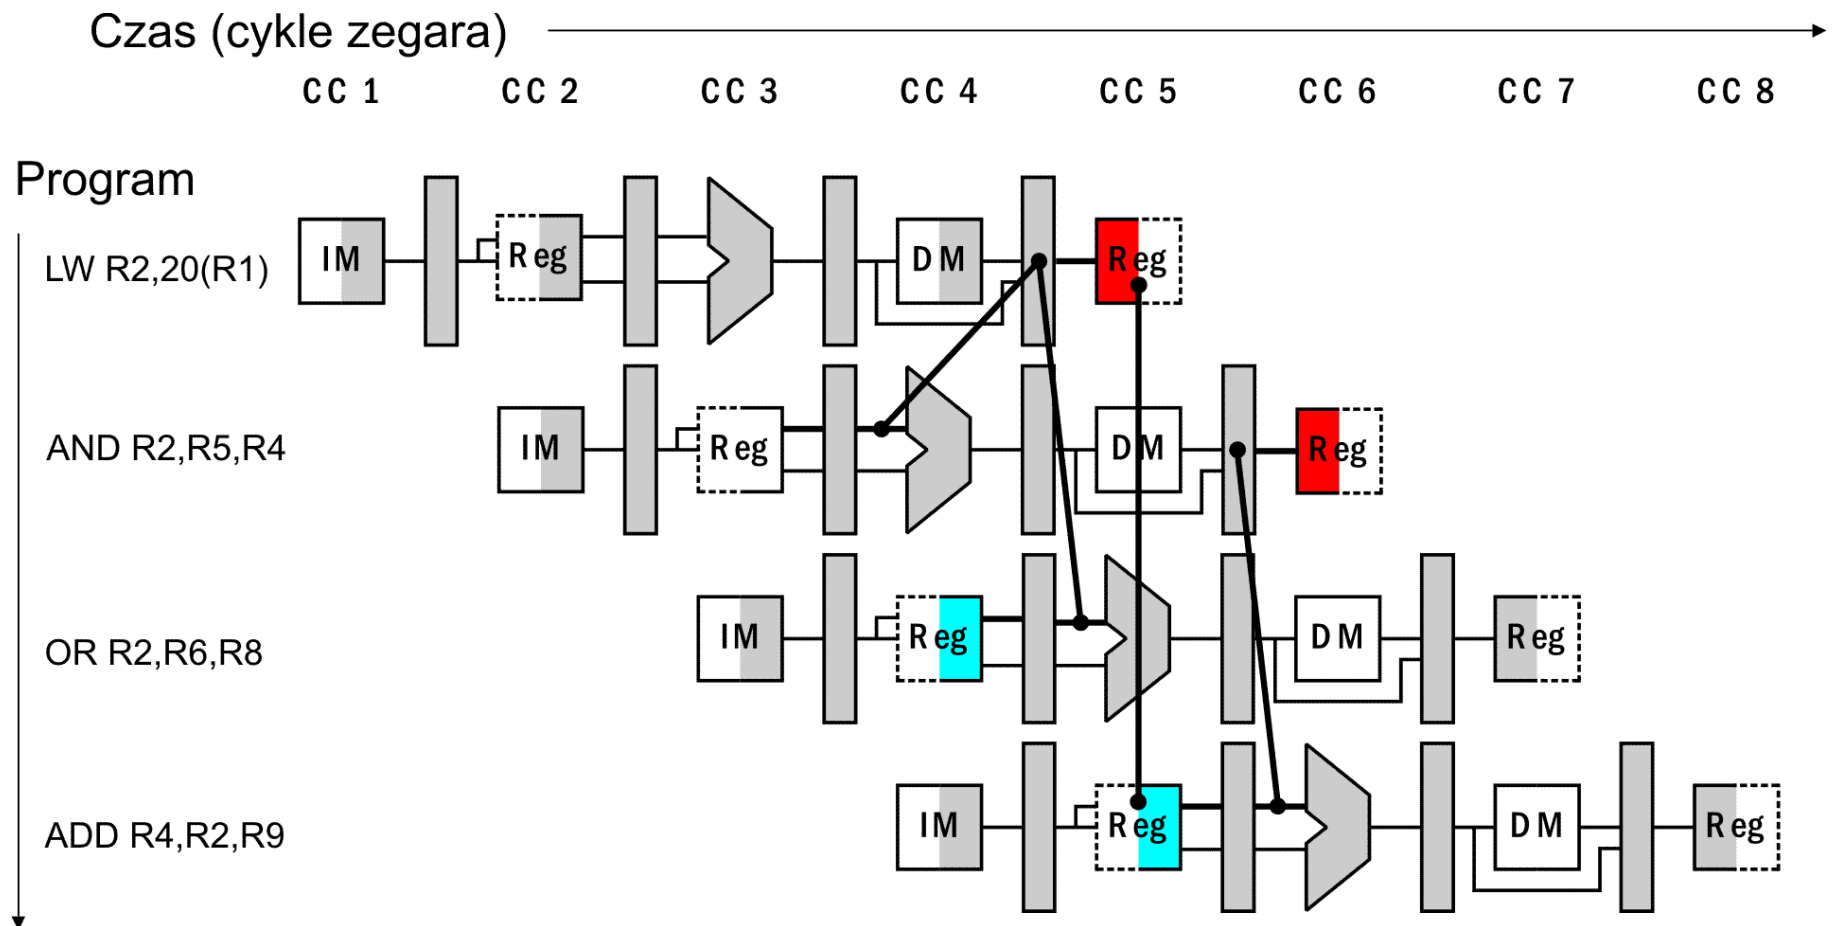 Czas (cykle zegara)
CC 1 CC 2 CC 3 CC 4 CC 5 CC 6 CC 7 CC 8
Program
LW R2,20(R1) IM Reg DM Reg
AND R2,R5,R4 IM Reg DM Reg
OR R2,R6,R8 IM Reg DM Reg
ADD R4,R2,R9 IM Reg DM Reg